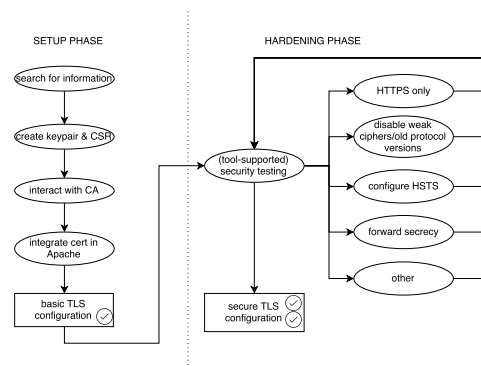 SETUP PHASE
search for information
create keypair & CSR
interact with CA
integrate cert in
Apache
basic TLS
configuration
HARDENING PHASE
(tool-supported)
security testing
secure TLS
configuration
HTTPS only
disable weak
ciphers/old protocol
versions
configure HSTS
forward secrecy
other